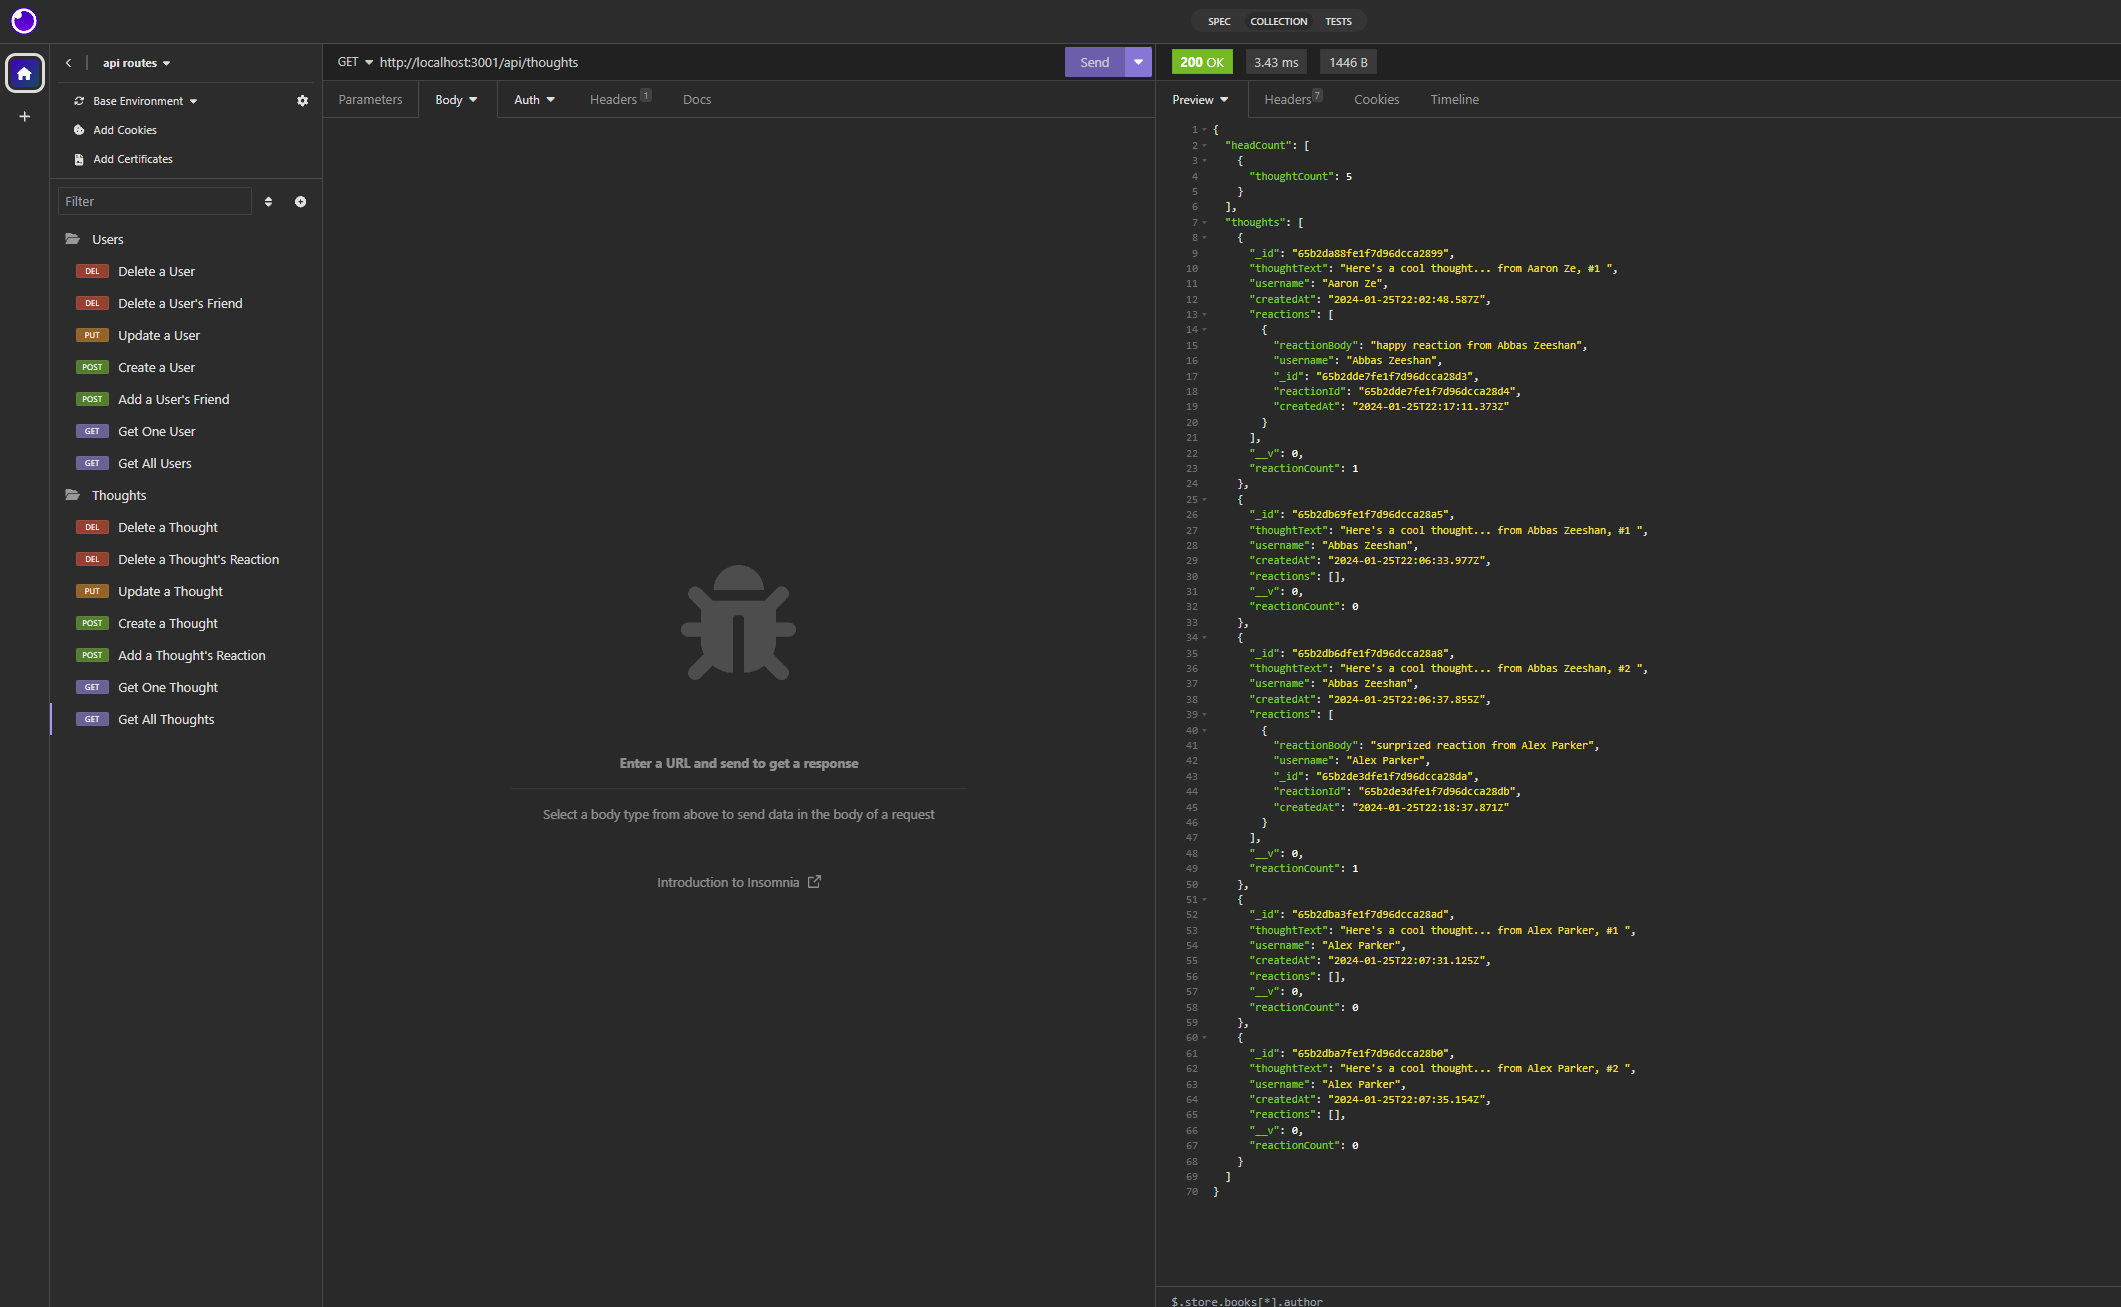 SPEC COLLECTION TESTS
api routes
Base Environment
Add Cookies
Add Certificates
Filter
Users
DEL Delete a User
DEL Delete a User's Friend
PUT Update a User
POST Create a User
POST Add a User's Friend
GET Get One User
GET Get All Users
Thoughts
DEL Delete a Thought
DEL Delete a Thought's Reaction
PUT Update a Thought
POST Create a Thought
POST Add a Thought's Reaction
GET Get One Thought
GET Get All Thoughts
GET http://localhost:3001/api/thoughts Send
Parameters Body Auth Headers 1 Docs
Enter a URL and send to get a response
Select a body type from above to send data in the body of a request
Introduction to Insomnia
200 OK 3.43 ms 1446 B
Preview Headers 7 Cookies Timeline
1 {
2 "headCount": [
3 {
4 "thoughtCount": 5
5 }
6 ],
7 "thoughts": [
8 {
9 "_id": "65b2da88fe1f7d96dcca2899",
10 "thoughtText": "Here's a cool thought... from Aaron Ze, #1 ",
11 "username": "Aaron Ze",
12 "createdAt": "2024-01-25T22:02:48.587Z",
13 "reactions": [
14 {
15 "reactionBody": "happy reaction from Abbas Zeeshan",
16 "username": "Abbas Zeeshan",
17 "_id": "65b2dde7fe1f7d96dcca28d3",
18 "reactionId": "65b2dde7fe1f7d96dcca28d4",
19 "createdAt": "2024-01-25T22:17:11.373Z"
20 }
21 ],
22 "__v": 0,
23 "reactionCount": 1
24 },
25 {
26 "_id": "65b2db69fe1f7d96dcca28a5",
27 "thoughtText": "Here's a cool thought... from Abbas Zeeshan, #1 ",
28 "username": "Abbas Zeeshan",
29 "createdAt": "2024-01-25T22:06:33.977Z",
30 "reactions": [],
31 "__v": 0,
32 "reactionCount": 0
33 },
34 {
35 "_id": "65b2db6dfe1f7d96dcca28a8",
36 "thoughtText": "Here's a cool thought... from Abbas Zeeshan, #2 ",
37 "username": "Abbas Zeeshan",
38 "createdAt": "2024-01-25T22:06:37.855Z",
39 "reactions": [
40 {
41 "reactionBody": "surprized reaction from Alex Parker",
42 "username": "Alex Parker",
43 "_id": "65b2de3dfe1f7d96dcca28da",
44 "reactionId": "65b2de3dfe1f7d96dcca28db",
45 "createdAt": "2024-01-25T22:18:37.871Z"
46 }
47 ],
48 "__v": 0,
49 "reactionCount": 1
50 },
51 {
52 "_id": "65b2dba3fe1f7d96dcca28ad",
53 "thoughtText": "Here's a cool thought... from Alex Parker, #1 ",
54 "username": "Alex Parker",
55 "createdAt": "2024-01-25T22:07:31.125Z",
56 "reactions": [],
57 "__v": 0,
58 "reactionCount": 0
59 },
60 {
61 "_id": "65b2dba7fe1f7d96dcca28b0",
62 "thoughtText": "Here's a cool thought... from Alex Parker, #2 ",
63 "username": "Alex Parker",
64 "createdAt": "2024-01-25T22:07:35.154Z",
65 "reactions": [],
66 "__v": 0,
67 "reactionCount": 0
68 }
69 ]
70 }
$.store.books[*].author